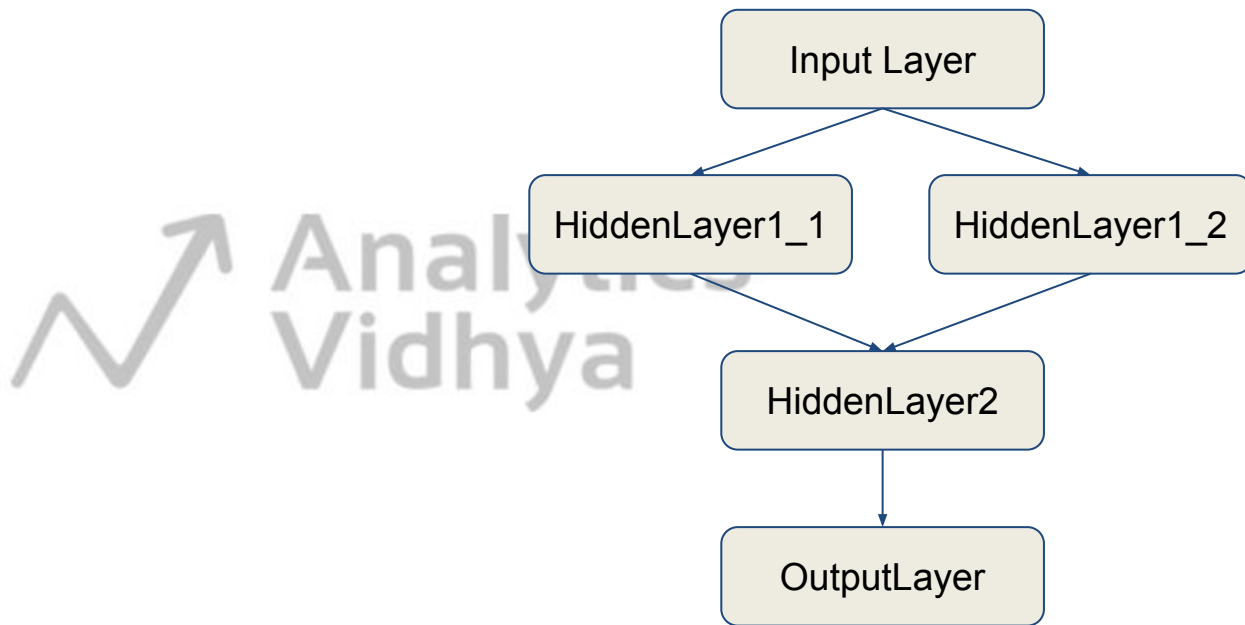 Input Layer
HiddenLayer1_1
HiddenLayer1_2
Analytics
Vidhya
HiddenLayer2
OutputLayer